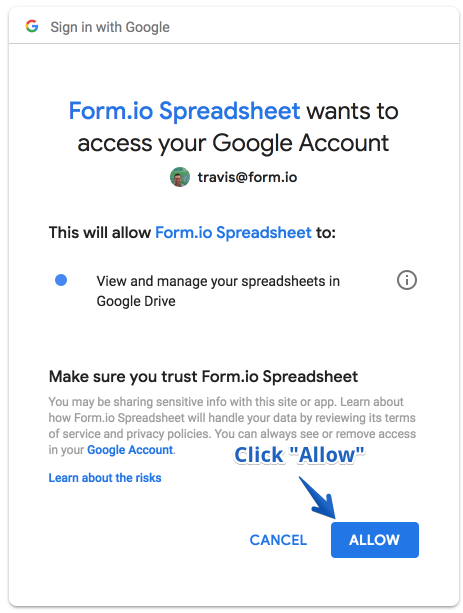 Sign in with Google
Form.io Spreadsheet wants to
access your Google Account
travis@form.io
This will allow Form.io Spreadsheet to:
View and manage your spreadsheets in
Google Drive
Make sure you trust Form.io Spreadsheet
You may be sharing sensitive info with this site or app. Learn about
how Form.io Spreadsheet will handle your data by reviewing its terms
of service and privacy policies. You can always see or remove access
in your Google Account.
Click "Allow"
Learn about the risks
CANCEL ALLOW